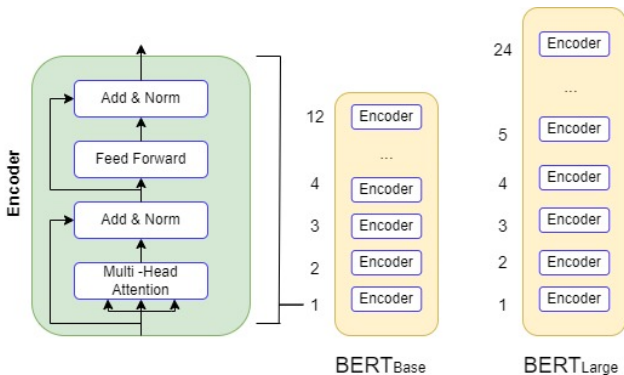 Encoder
Add & Norm
Feed Forward
Add & Norm
Multi -Head
Attention
12 Encoder
...
4 Encoder
3 Encoder
2 Encoder
1 Encoder
BERTBase
24 Encoder
...
5 Encoder
4 Encoder
3 Encoder
2 Encoder
1 Encoder
BERTLarge